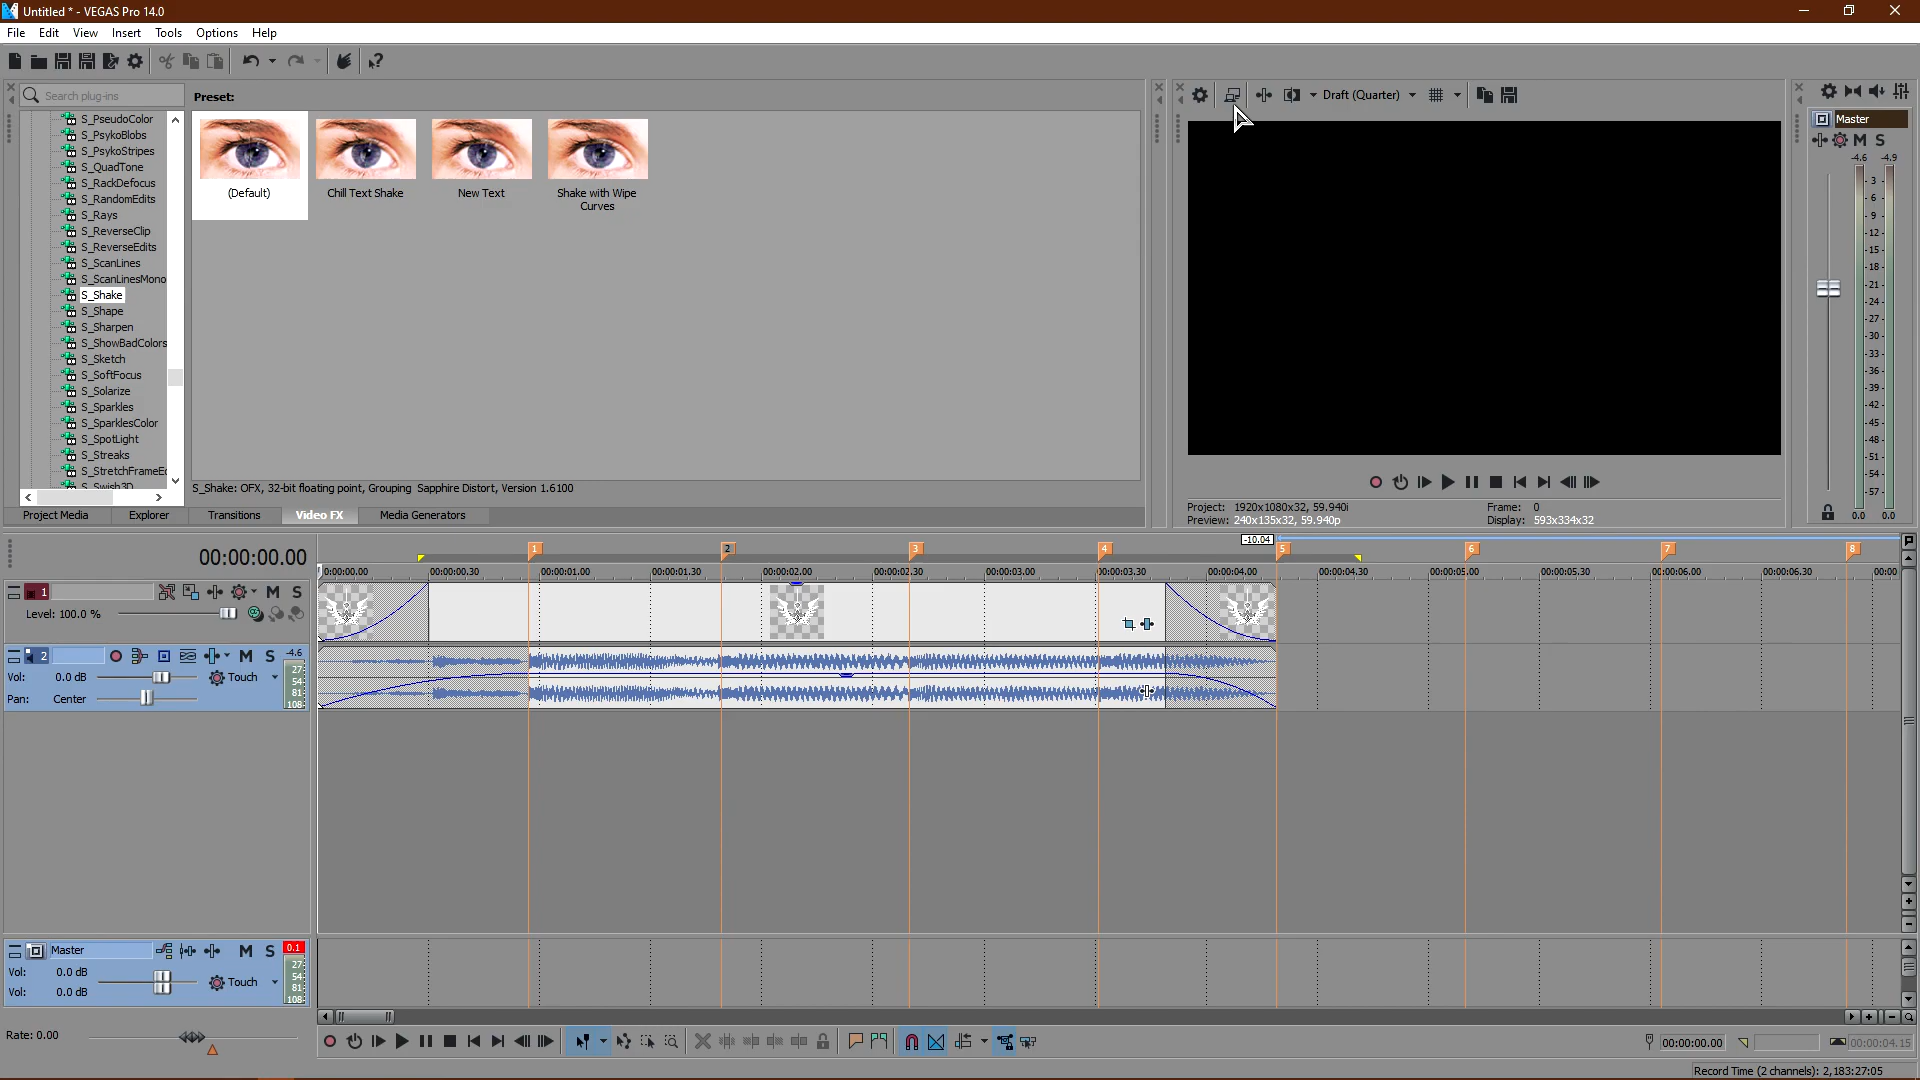 Untitled * - VEGAS Pro 14.0
File Edit View Insert Tools Options Help
Search plug-ins
S_PseudoColor
S_PsykoBlobs
S_PsykoStripes
S_QuadTone
S_RackDefocus
S_RandomEdits
S_Rays
S_ReverseClip
S_ReverseEdits
S_ScanLines
S_ScanLinesMono
S_Shake
S_Shape
S_Sharpen
S_ShowBadColors
S_Sketch
S_SoftFocus
S_Solarize
S_Sparkles
S_SparklesColor
S_SpotLight
S_Streaks
S_StretchFrameEd
S_Swish3D
Preset:
(Default)
Chill Text Shake
New Text
Shake with Wipe
Curves
S_Shake: OFX, 32-bit floating point, Grouping Sapphire Distort, Version 1.6100
Project Media Explorer Transitions Video FX Media Generators
Draft (Quarter)
Project: 1920x1080x32, 59.940i
Preview: 240x135x32, 59.940p
Frame: 0
Display: 593x334x32
Master
M S
-4.6 -4.9
- 3 -
- 6 -
- 9 -
-12-
-15-
-18-
-21-
-24-
-27-
-30-
-33-
-36-
-39-
-42-
-45-
-48-
-51-
-54-
-57-
0.0 0.0
00:00:00.00
-10.04
1 2 3 4 5 6 7 8
0:00:00.00 00:00:00.30 00:00:01.00 00:00:01.30 00:00:02.00 00:00:02.30 00:00:03.00 00:00:03.30 00:00:04.00 00:00:04.30 00:00:05.00 00:00:05.30 00:00:06.00 00:00:06.30 00:00
1 M S
Level: 100.0 %
2 M S -4.6
Vol: 0.0 dB Touch
Pan: Center
27
54
81
108
Master M S 0.1
Vol: 0.0 dB Touch
Vol: 0.0 dB
27
54
81
108
Rate: 0.00
00:00:00.00 00:00:04.15
Record Time (2 channels): 2,183:27:05